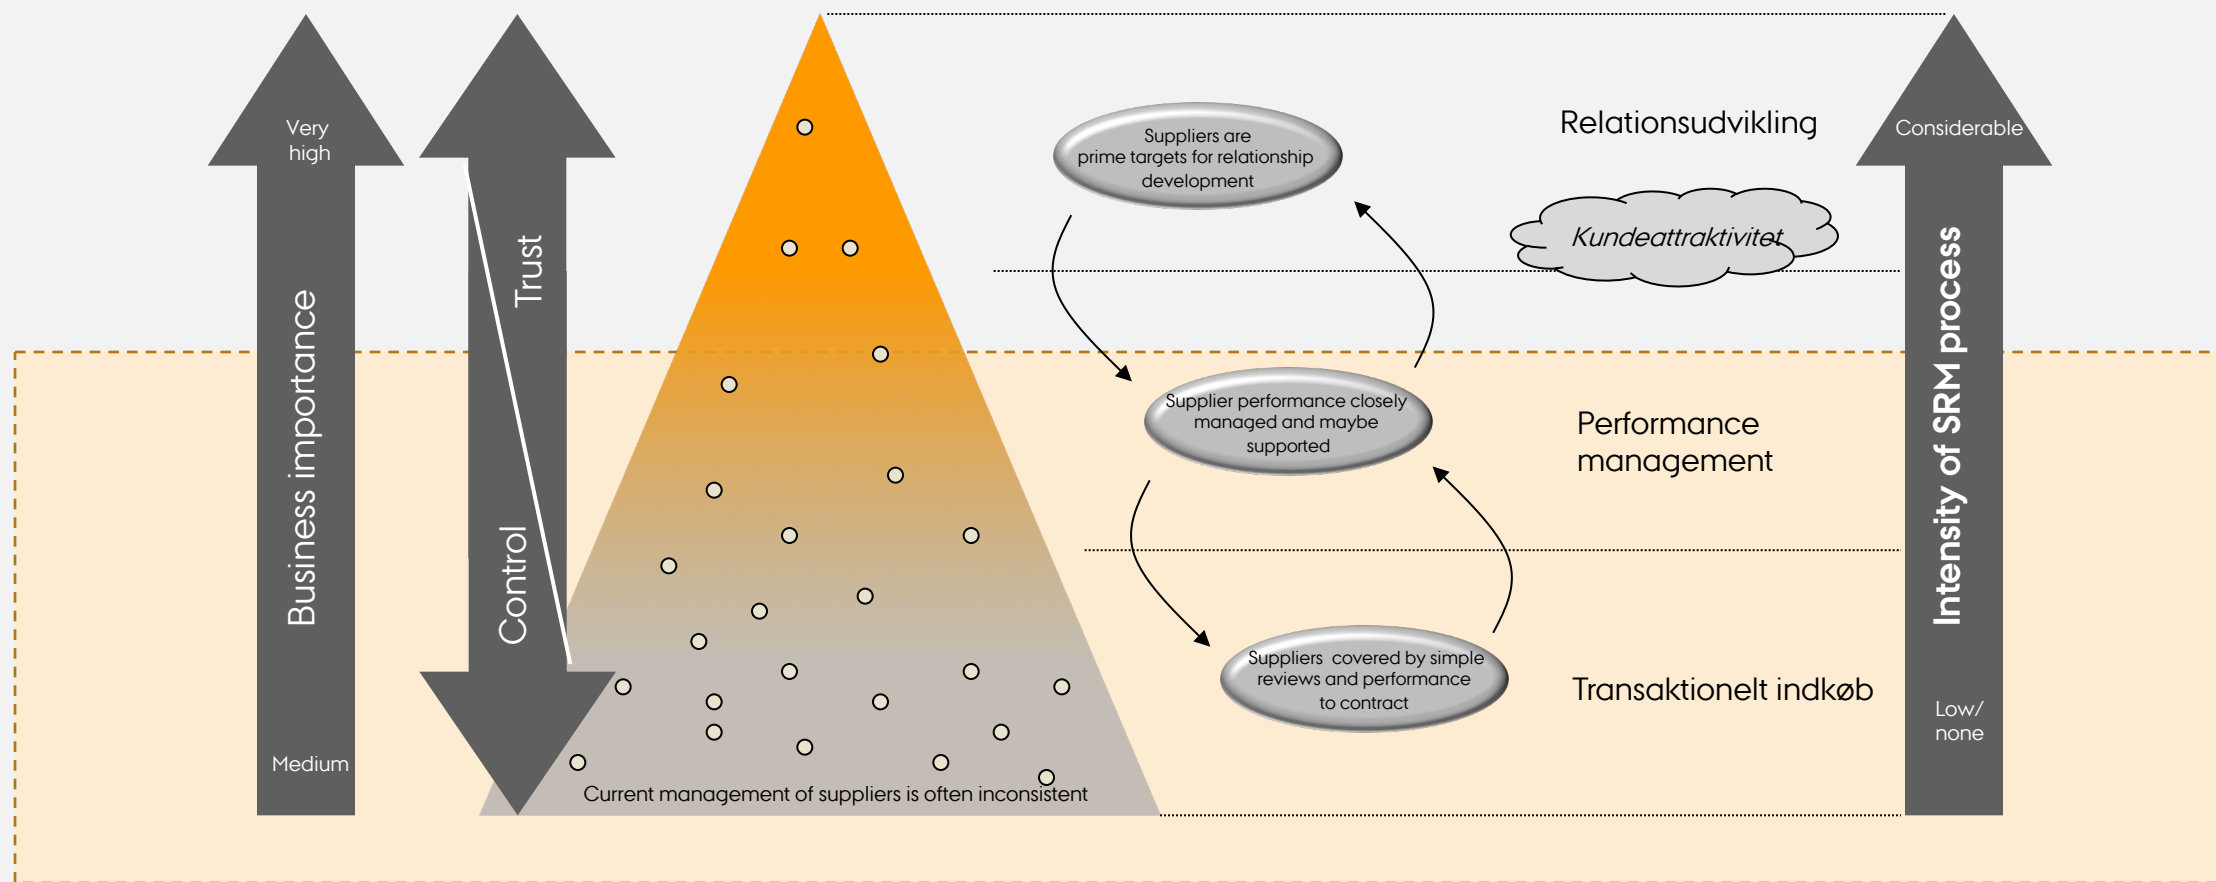 Very
high
Business importance
Medium
Trust
Control
Current management of suppliers is often inconsistent
Suppliers are
prime targets for relationship
development
Supplier performance closely
managed and maybe
supported
Suppliers covered by simple
reviews and performance
to contract
Relationsudvikling
Kundeattraktivitet
Performance
management
Transaktionelt indkøb
Considerable
Intensity of SRM process
Low/
none